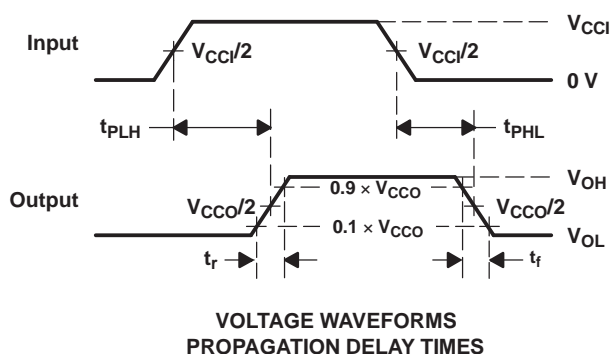 Input
V_CCI/2
V_CCI/2
V_CCI
0 V
t_PLH
t_PHL
Output
V_CCO/2
0.9 × V_CCO
0.1 × V_CCO
V_CCO/2
V_OH
V_OL
t_r
t_f
VOLTAGE WAVEFORMS
PROPAGATION DELAY TIMES